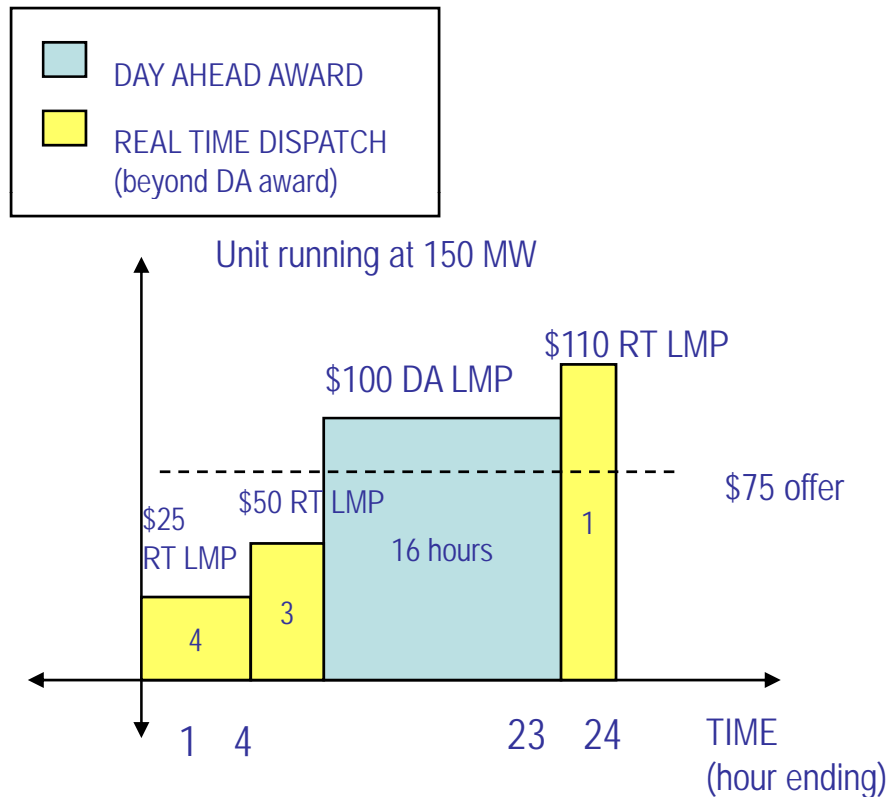 DAY AHEAD AWARD
REAL TIME DISPATCH
(beyond DA award)
Unit running at 150 MW
$110 RT LMP
$100 DA LMP
$75 offer
$50 RT LMP
$25
RT LMP
1
16 hours
3
4
1 4 23 24 TIME
(hour ending)